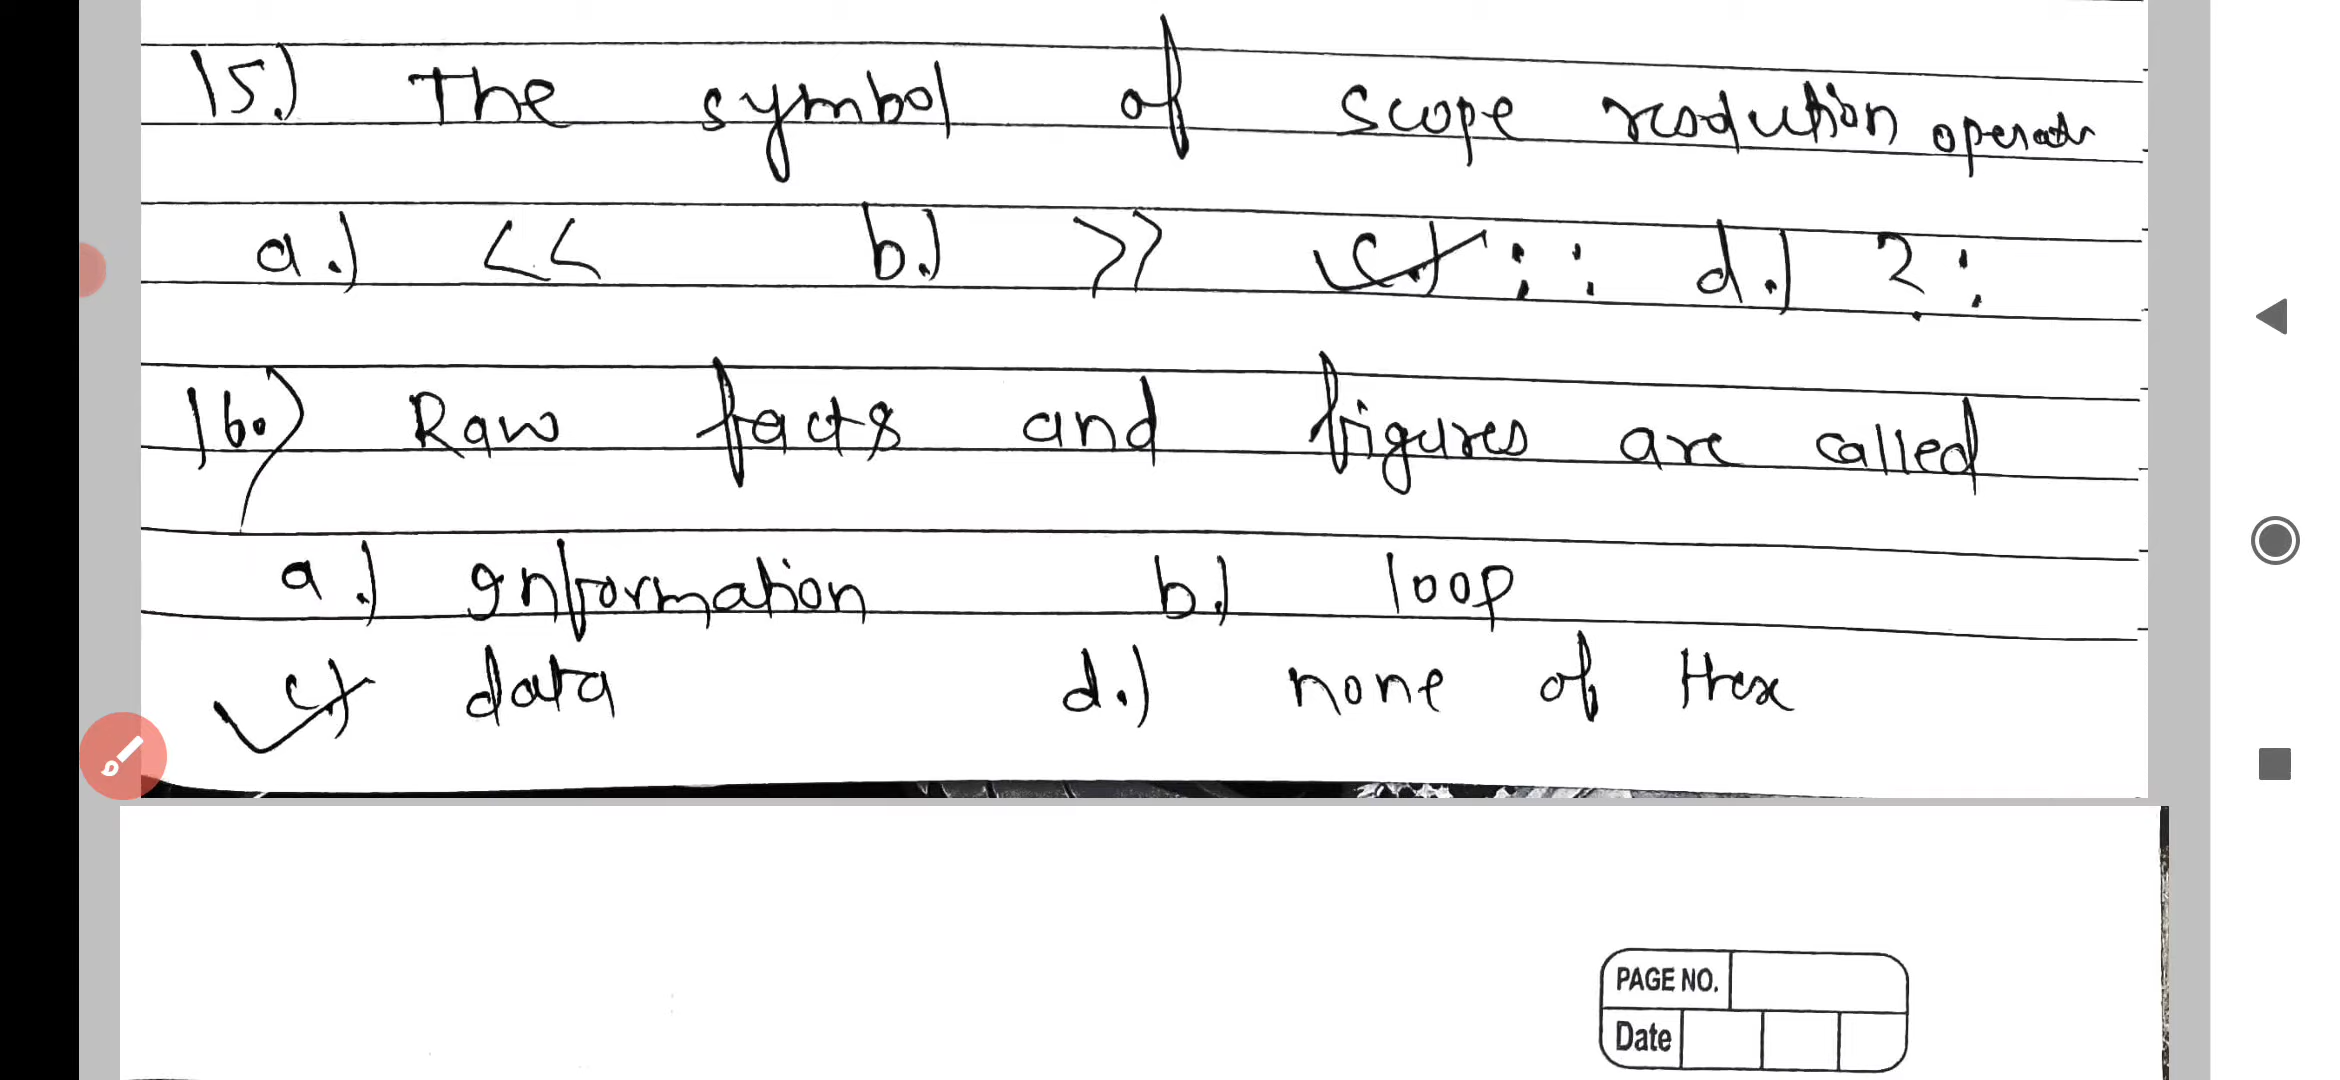 15.) The symbol of scope resolution operator
a.) << b.) >> c.) :: d.) ?:
16.) Raw facts and figures are called
a.) Information b.) loop
c.) data d.) none of these
PAGE NO.
Date